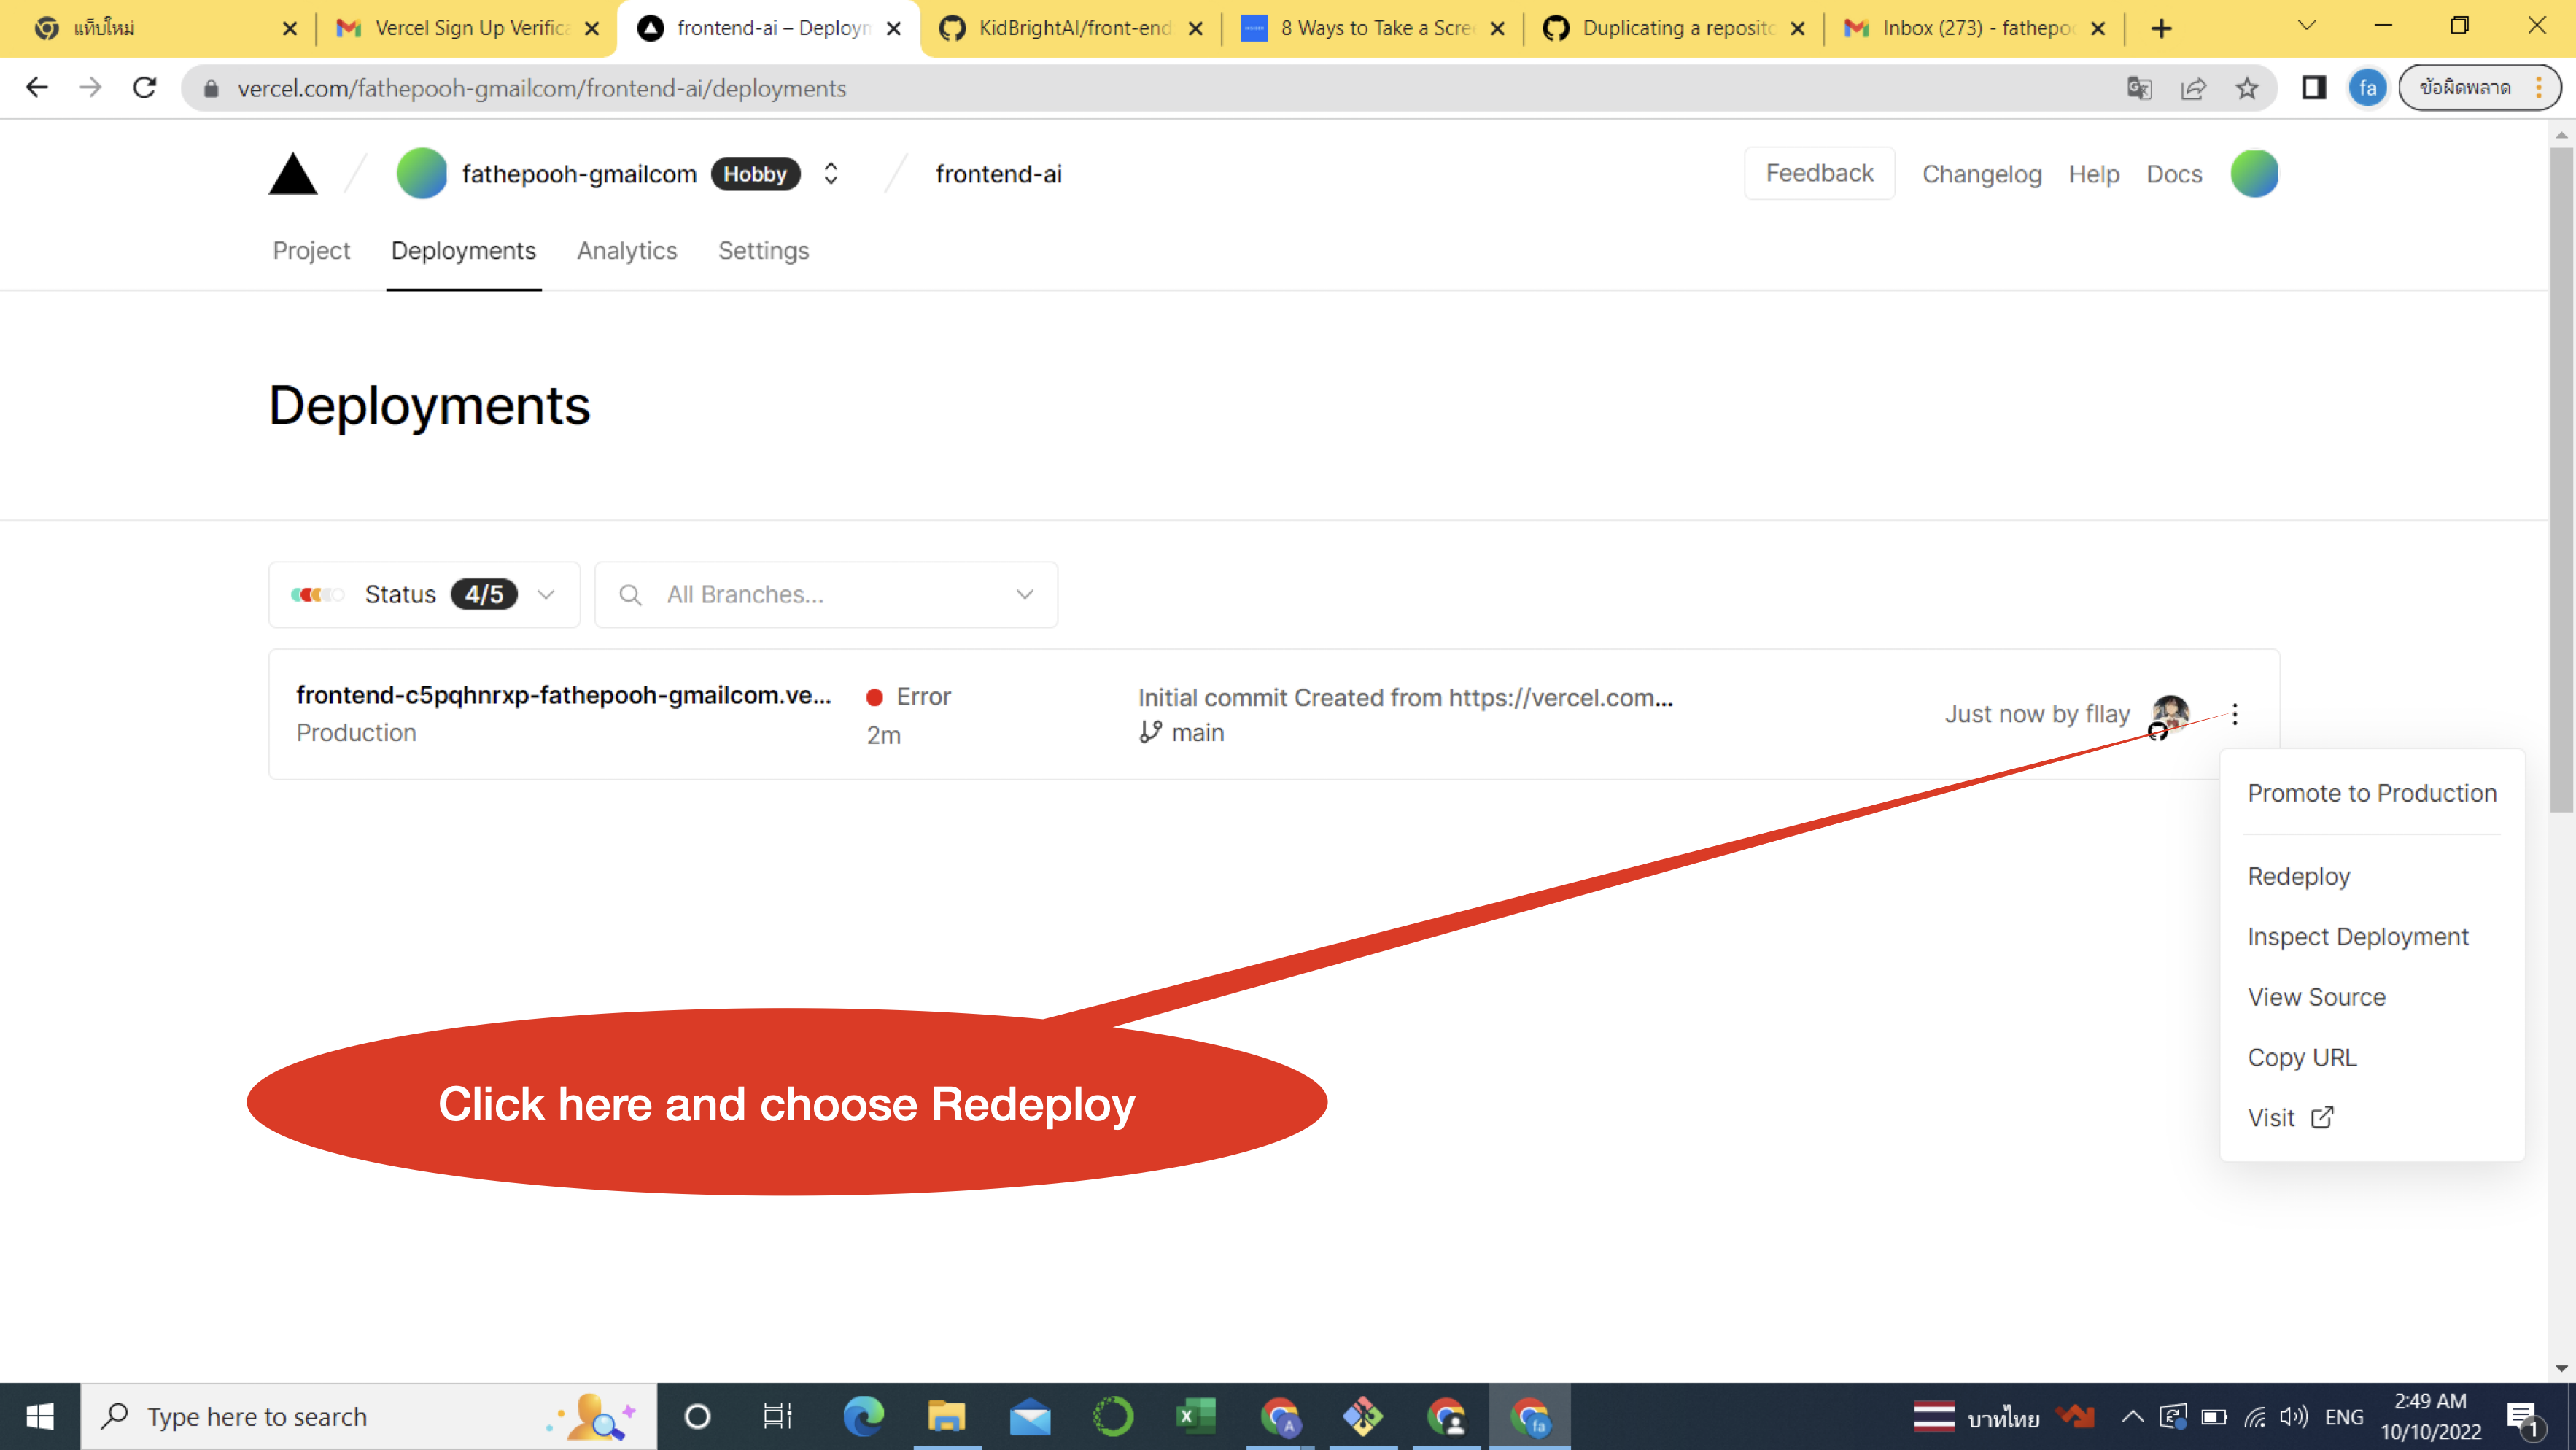 แท็บใหม่
Vercel Sign Up Verifica
frontend-ai – Deploym
KidBrightAI/front-end
8 Ways to Take a Scre
Duplicating a reposito
Inbox (273) - fathepoo
vercel.com/fathepooh-gmailcom/frontend-ai/deployments
fa
ข้อผิดพลาด
fathepooh-gmailcom Hobby
frontend-ai
Feedback
Changelog
Help
Docs
Project
Deployments
Analytics
Settings
Deployments
Status 4/5
All Branches...
frontend-c5pqhnrxp-fathepooh-gmailcom.ve...
Production
Error
2m
Initial commit Created from https://vercel.com...
main
Just now by fllay
Promote to Production
Redeploy
Inspect Deployment
View Source
Copy URL
Visit
Click here and choose Redeploy
Type here to search
บาทไทย
ENG
2:49 AM
10/10/2022
1